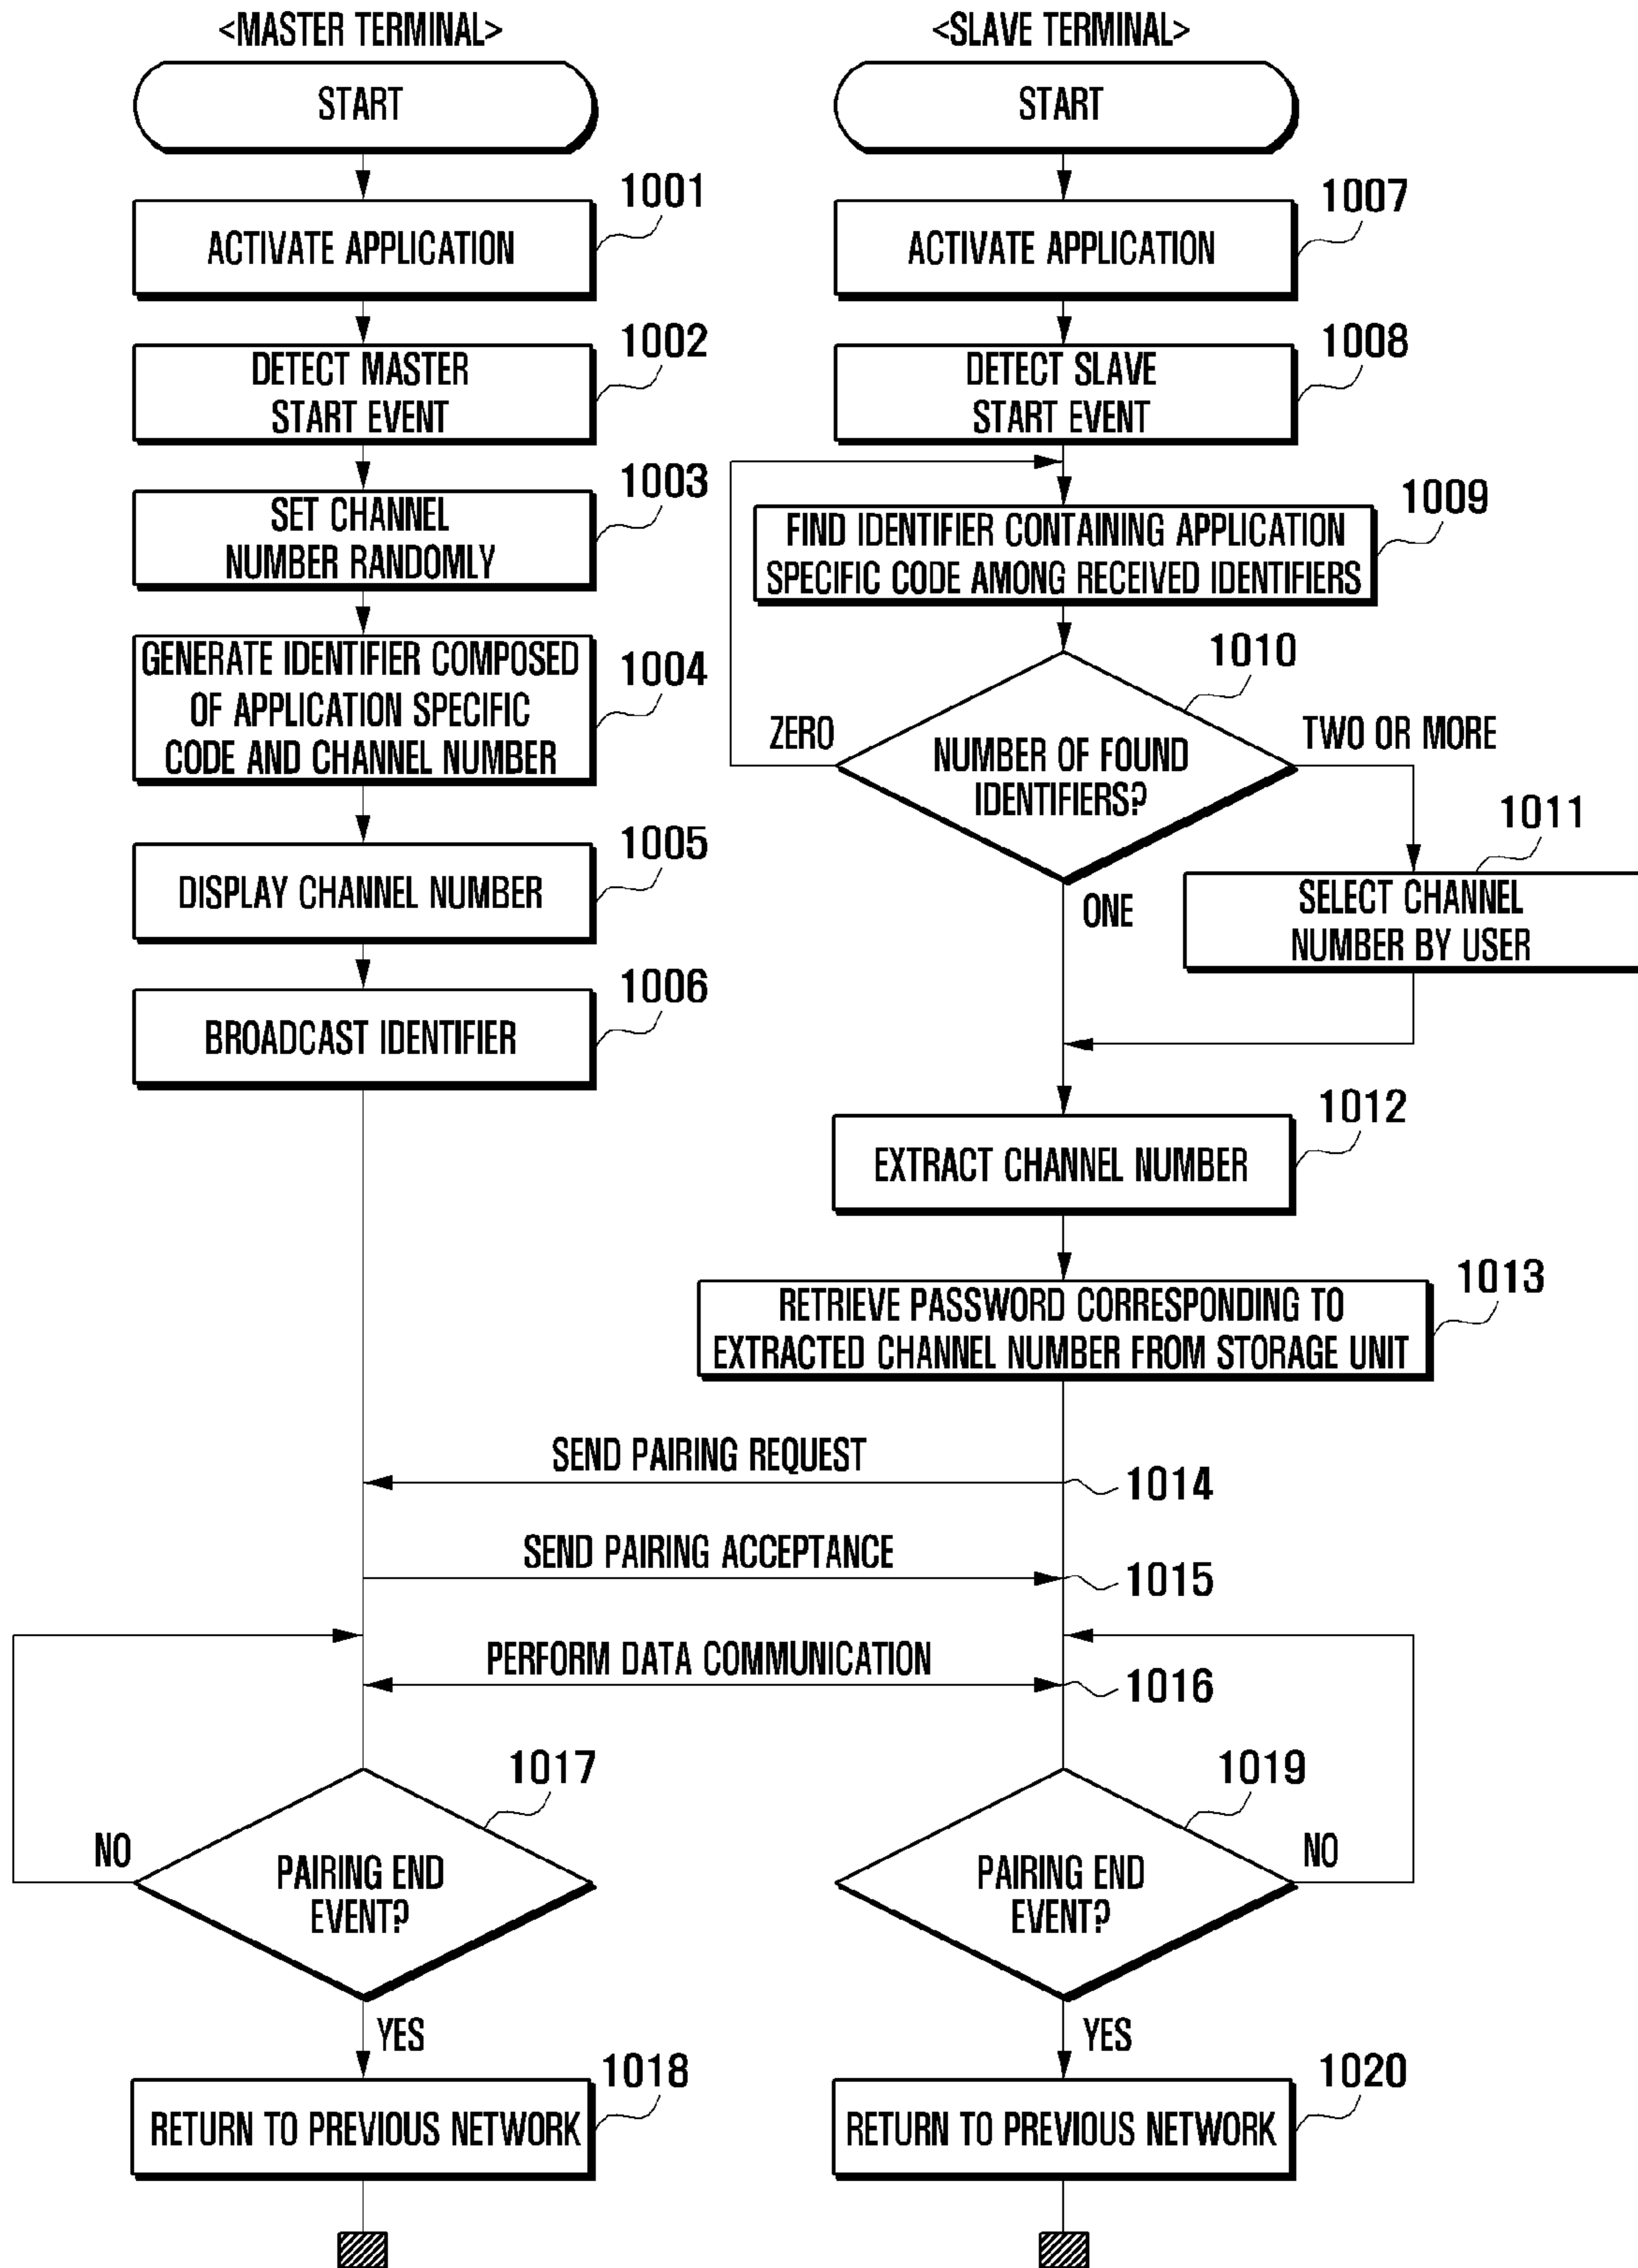 <MASTER TERMINAL>
START
1001
ACTIVATE APPLICATION
1002
DETECT MASTER
START EVENT
1003
SET CHANNEL
NUMBER RANDOMLY
1004
GENERATE IDENTIFIER COMPOSED
OF APPLICATION SPECIFIC
CODE AND CHANNEL NUMBER
1005
DISPLAY CHANNEL NUMBER
1006
BROADCAST IDENTIFIER
<SLAVE TERMINAL>
START
1007
ACTIVATE APPLICATION
1008
DETECT SLAVE
START EVENT
1009
FIND IDENTIFIER CONTAINING APPLICATION
SPECIFIC CODE AMONG RECEIVED IDENTIFIERS
1010
ZERO
NUMBER OF FOUND
IDENTIFIERS?
TWO OR MORE
ONE
1011
SELECT CHANNEL
NUMBER BY USER
1012
EXTRACT CHANNEL NUMBER
1013
RETRIEVE PASSWORD CORRESPONDING TO
EXTRACTED CHANNEL NUMBER FROM STORAGE UNIT
SEND PAIRING REQUEST
1014
SEND PAIRING ACCEPTANCE
1015
PERFORM DATA COMMUNICATION
1016
1017
NO
PAIRING END
EVENT?
YES
1018
RETURN TO PREVIOUS NETWORK
1019
PAIRING END
EVENT?
NO
YES
1020
RETURN TO PREVIOUS NETWORK